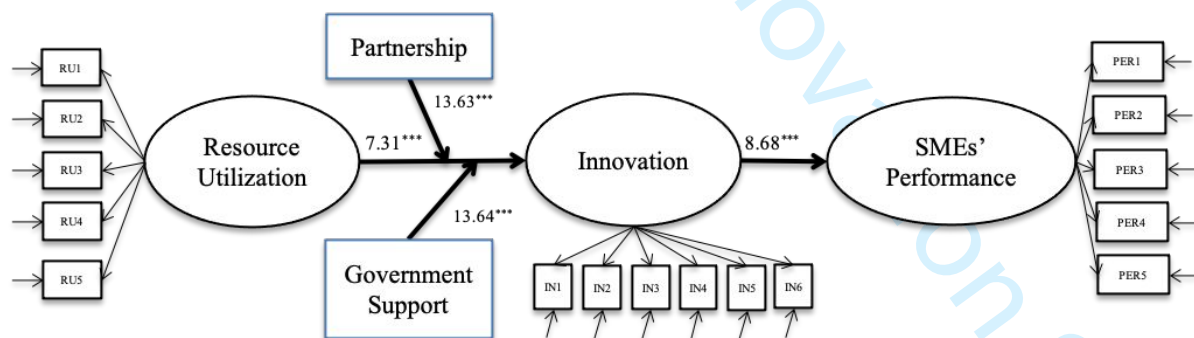 Partnership
RU1
RU2
RU3
RU4
RU5
Resource
Utilization
13.63***
7.31***
13.64***
Government
Support
Innovation
8.68***
IN1
IN2
IN3
IN4
IN5
IN6
SMEs'
Performance
PER1
PER2
PER3
PER4
PER5